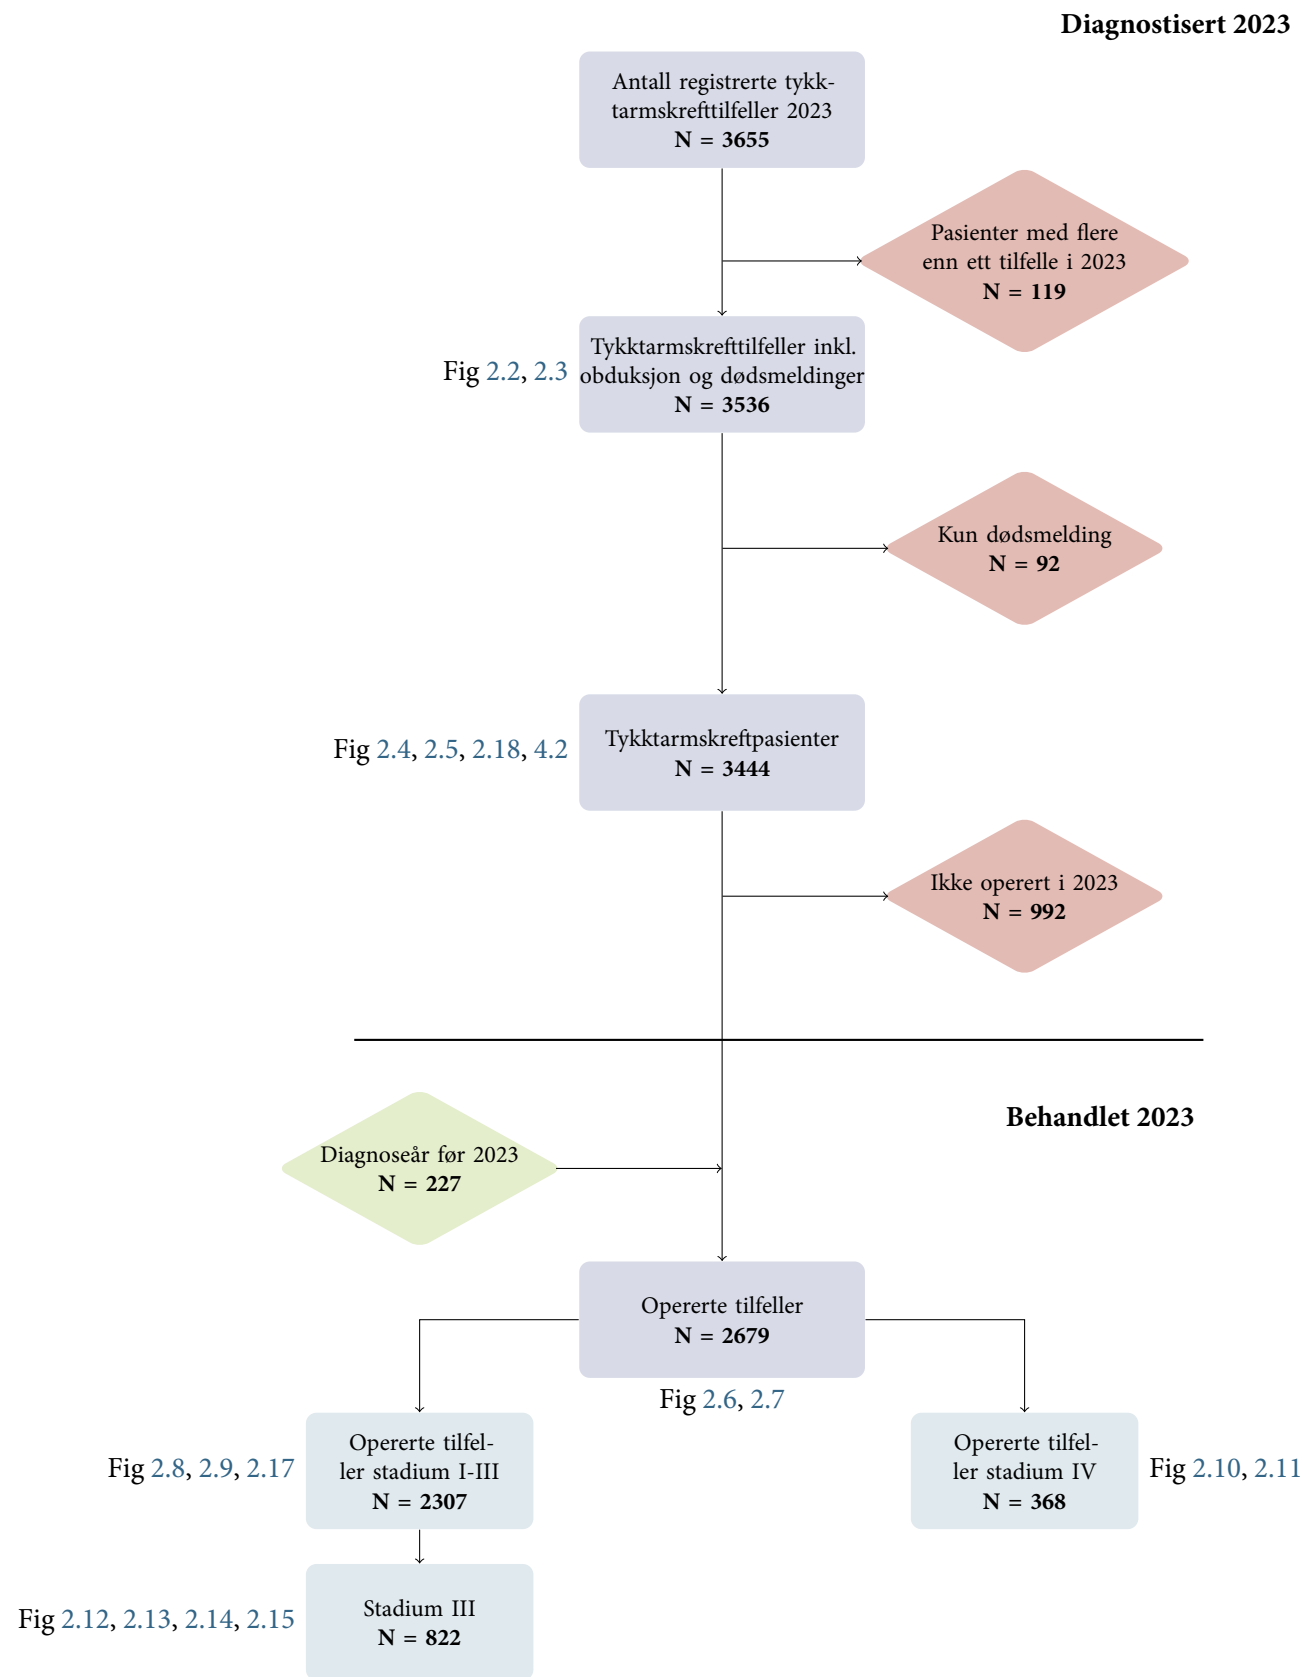 Diagnostisert 2023
Antall registrerte tykk-
tarmskrefttilfeller 2023
N = 3655
Pasienter med flere
enn ett tilfelle i 2023
N = 119
Fig 2.2, 2.3
Tykktarmskrefttilfeller inkl.
obduksjon og dødsmeldinger
N = 3536
Kun dødsmelding
N = 92
Fig 2.4, 2.5, 2.18, 4.2
Tykktarmskreftpasienter
N = 3444
Ikke operert i 2023
N = 992
Behandlet 2023
Diagnoseår før 2023
N = 227
Opererte tilfeller
N = 2679
Fig 2.6, 2.7
Fig 2.8, 2.9, 2.17
Opererte tilfel-
ler stadium I-III
N = 2307
Opererte tilfel-
ler stadium IV
N = 368
Fig 2.10, 2.11
Fig 2.12, 2.13, 2.14, 2.15
Stadium III
N = 822